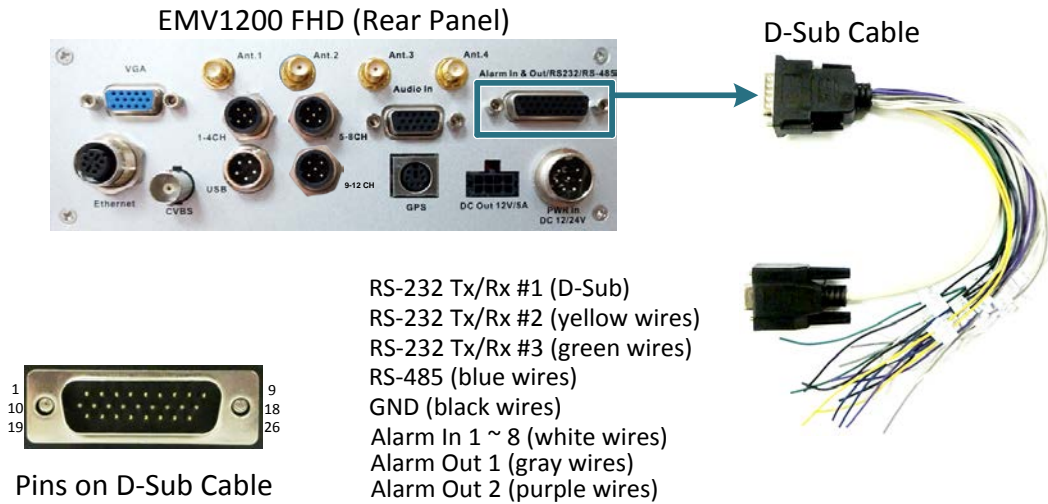 EMV1200 FHD (Rear Panel)
D-Sub Cable
VGA
Ant.1
Ant.2
Ant.3
Ant.4
Alarm In & Out/RS232/RS-485
Audio In
1-4CH
5-8CH
Ethernet
CVBS
USB
9-12 CH
GPS
DC Out 12V/5A
PWR In
DC 12/24V
RS-232 Tx/Rx #1 (D-Sub)
RS-232 Tx/Rx #2 (yellow wires)
RS-232 Tx/Rx #3 (green wires)
RS-485 (blue wires)
GND (black wires)
Alarm In 1 ~ 8 (white wires)
Alarm Out 1 (gray wires)
Alarm Out 2 (purple wires)
1 9
10 18
19 26
Pins on D-Sub Cable